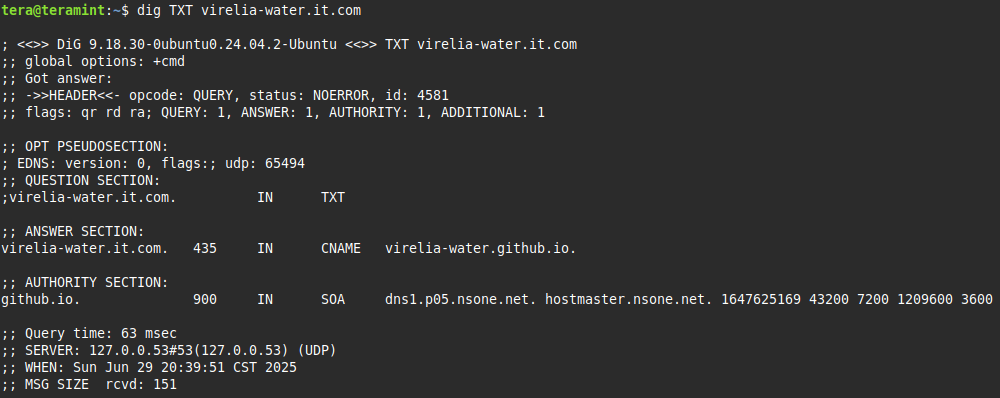 tera@teramint:~$ dig TXT virelia-water.it.com

; <<>> DiG 9.18.30-0ubuntu0.24.04.2-Ubuntu <<>> TXT virelia-water.it.com
;; global options: +cmd
;; Got answer:
;; ->>HEADER<<- opcode: QUERY, status: NOERROR, id: 4581
;; flags: qr rd ra; QUERY: 1, ANSWER: 1, AUTHORITY: 1, ADDITIONAL: 1

;; OPT PSEUDOSECTION:
; EDNS: version: 0, flags:; udp: 65494
;; QUESTION SECTION:
;virelia-water.it.com.		IN	TXT

;; ANSWER SECTION:
virelia-water.it.com.	435	IN	CNAME	virelia-water.github.io.

;; AUTHORITY SECTION:
github.io.		900	IN	SOA	dns1.p05.nsone.net. hostmaster.nsone.net. 1647625169 43200 7200 1209600 3600

;; Query time: 63 msec
;; SERVER: 127.0.0.53#53(127.0.0.53) (UDP)
;; WHEN: Sun Jun 29 20:39:51 CST 2025
;; MSG SIZE  rcvd: 151